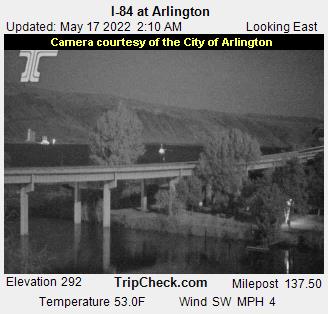 I-84 at Arlington
Updated: May 17 2022 2:10 AM Looking East
Camera courtesy of the City of Arlington
Elevation 292 TripCheck.com Milepost 137.50
Temperature 53.0F Wind SW MPH 4